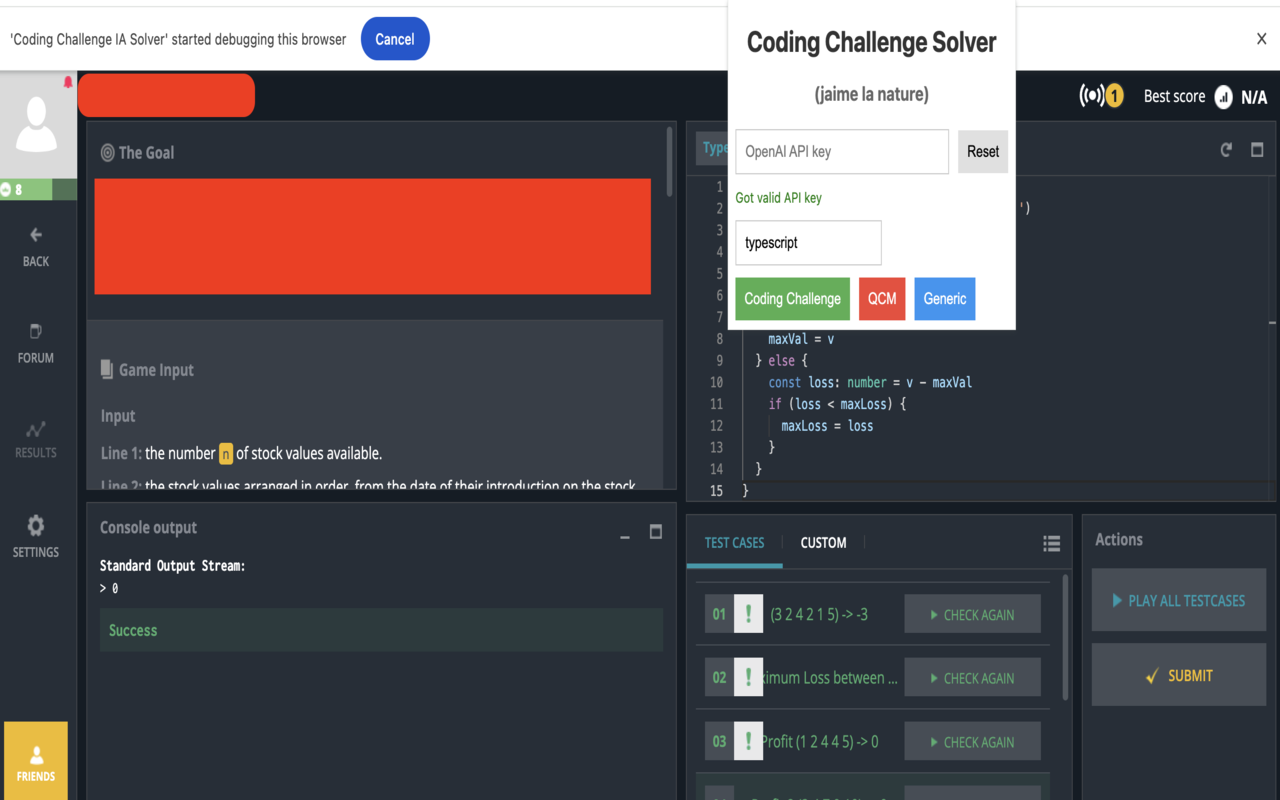 'Coding Challenge IA Solver' started debugging this browser
Cancel
Coding Challenge Solver
(jaime la nature)
OpenAI API key
Reset
Got valid API key
typescript
Coding Challenge
QCM
Generic
1
Best score
N/A
8
BACK
FORUM
RESULTS
SETTINGS
FRIENDS
The Goal
Game Input
Input
Line 1: the number n of stock values available.
Line 2: the stock values arranged in order, from the date of their introduction on the stock
Console output
Standard Output Stream:
> 0
Success
Type
1
2 ')
3
4
5
6
7
8 maxVal = v
9 } else {
10 const loss: number = v - maxVal
11 if (loss < maxLoss) {
12 maxLoss = loss
13 }
14 }
15 }
TEST CASES
CUSTOM
01 ! (3 2 4 2 1 5) -> -3
CHECK AGAIN
02 ! ximum Loss between ...
CHECK AGAIN
03 ! Profit (1 2 4 4 5) -> 0
CHECK AGAIN
Actions
PLAY ALL TESTCASES
SUBMIT